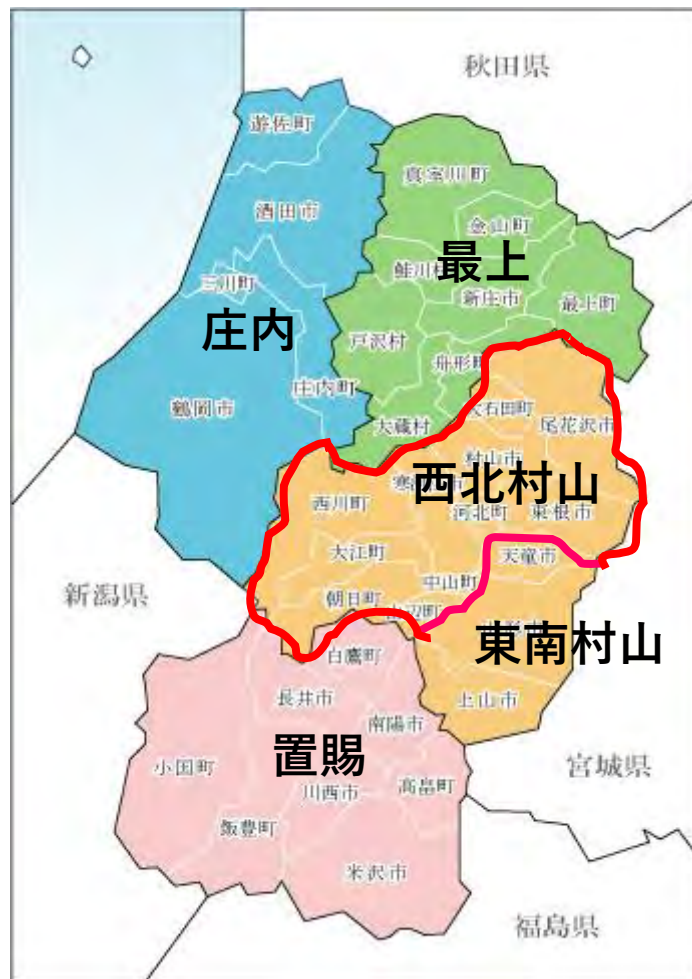 秋田県
遊佐町
真室川町
酒田市
金山町
最上
三川町
鮭川村
新庄市
最上町
庄内
戸沢村
舟形町
庄内町
鶴岡市
大蔵村
大石田町
尾花沢市
村山市
西北村山
西川町
河北町
東根市
大江町
天童市
新潟県
中山町
朝日町
東南村山
白鷹町
長井市
上山市
南陽市
置賜
小国町
宮城県
高畠町
川西市
飯豊町
米沢市
福島県